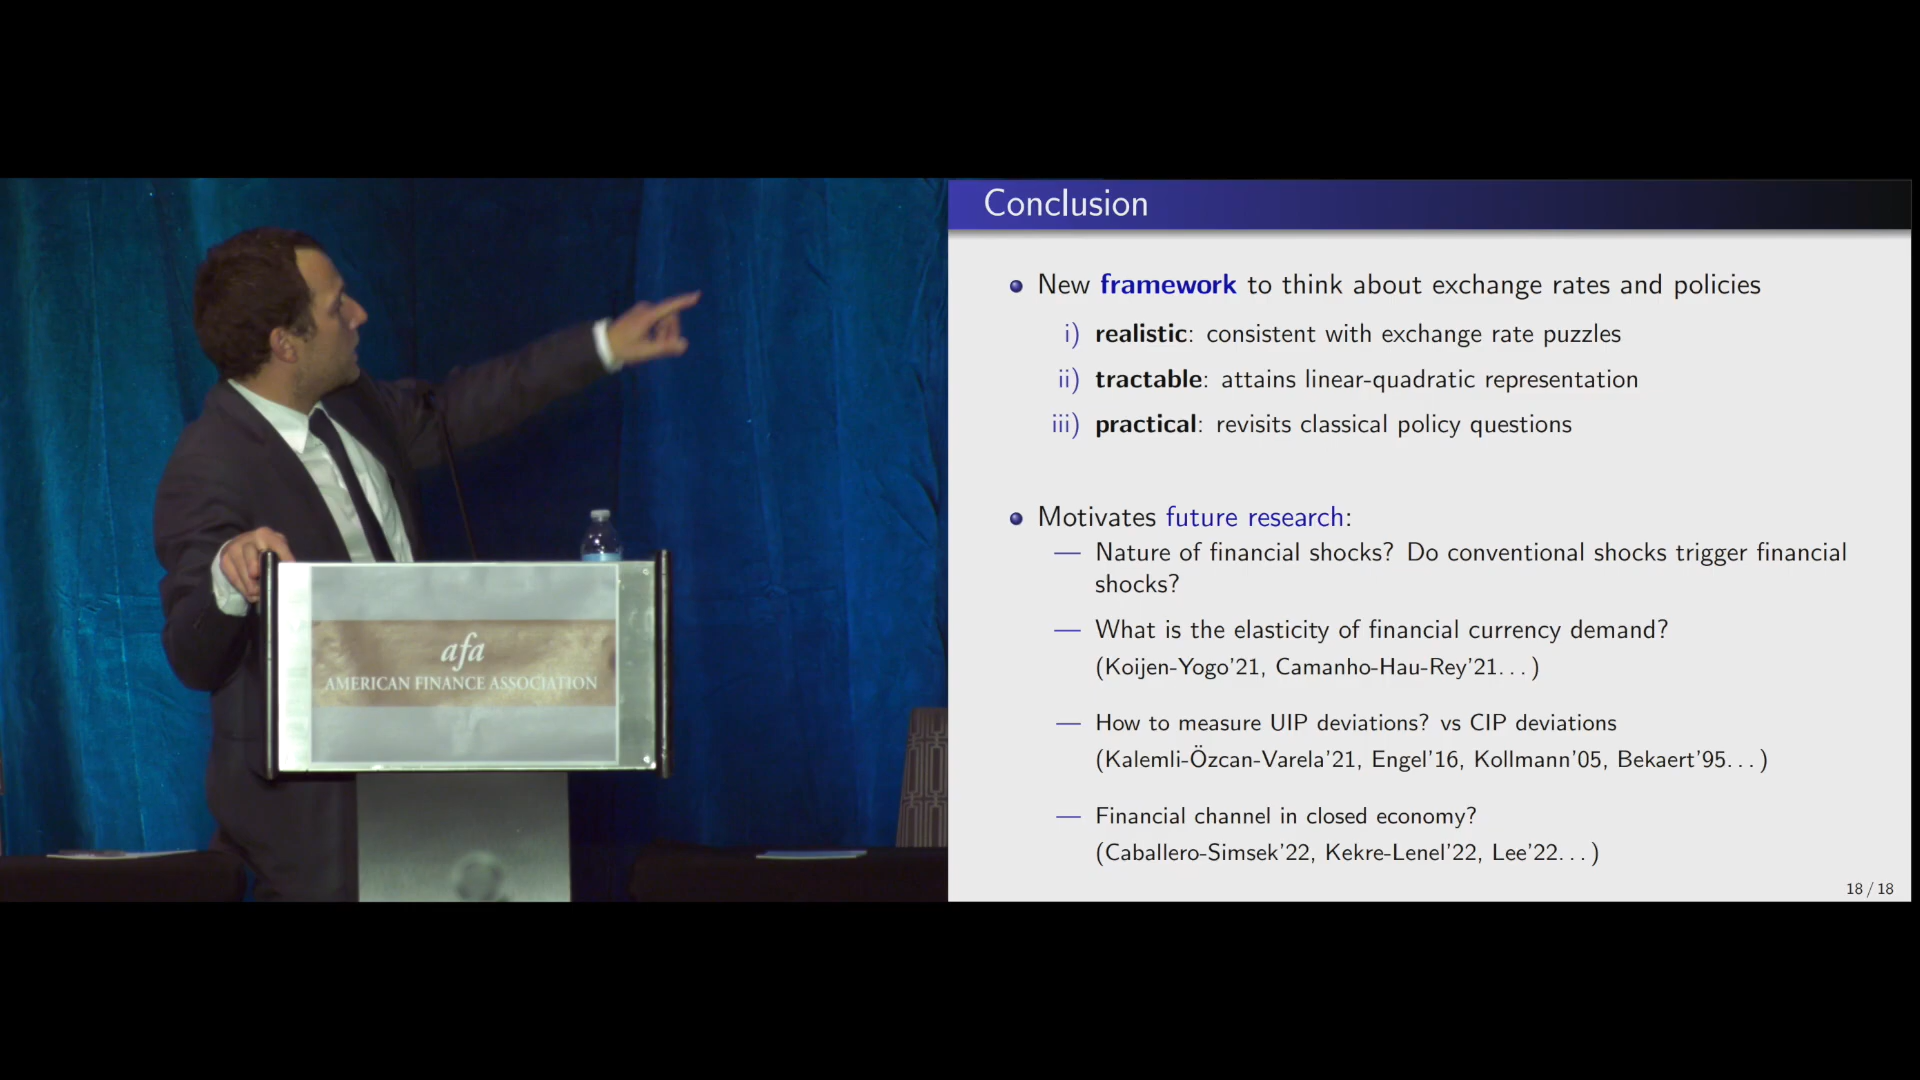 Conclusion
New framework to think about exchange rates and policies
i) realistic: consistent with exchange rate puzzles
ii) tractable: attains linear-quadratic representation
iii) practical: revisits classical policy questions
Motivates future research:
— Nature of financial shocks? Do conventional shocks trigger financial
shocks?
— What is the elasticity of financial currency demand?
(Koijen-Yogo'21, Camanho-Hau-Rey'21...)
— How to measure UIP deviations? vs CIP deviations
(Kalemli-Özcan-Varela'21, Engel'16, Kollmann'05, Bekaert'95...)
— Financial channel in closed economy?
(Caballero-Simsek'22, Kekre-Lenel'22, Lee'22...)
18 / 18
afa
AMERICAN FINANCE ASSOCIATION